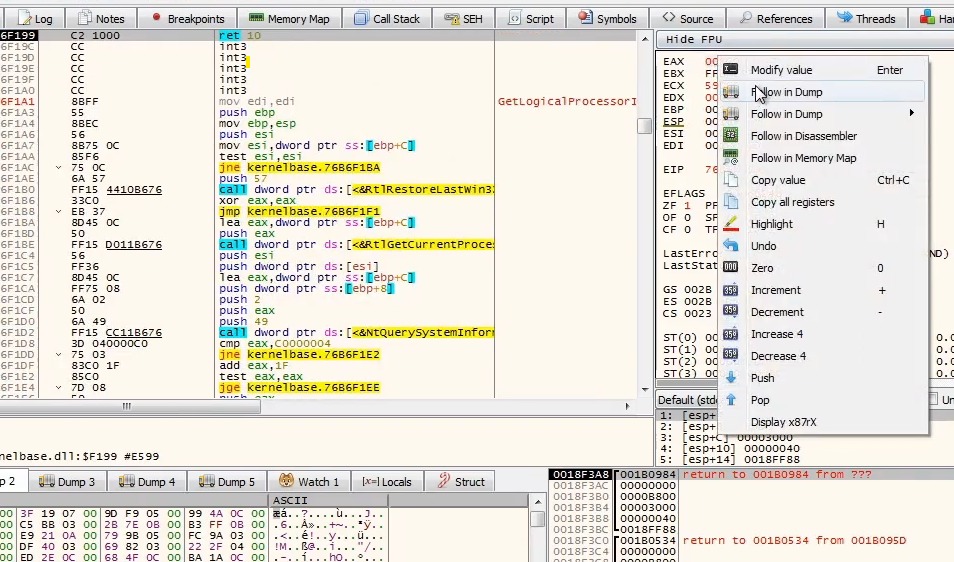 Log Notes Breakpoints Memory Map Call Stack SEH Script Symbols Source References Threads Han
6F199 C2 1000 ret 10
6F19C CC int3
6F19D CC int3
6F19E CC int3
6F19F CC int3
6F1A0 CC int3
6F1A1 8BFF mov edi,edi GetLogicalProcessorI
6F1A3 55 push ebp
6F1A4 8BEC mov ebp,esp
6F1A6 56 push esi
6F1A7 8B75 0C mov esi,dword ptr ss:[ebp+C]
6F1AA 85F6 test esi,esi
6F1AC 75 0C jne kernelbase.76B6F1BA
6F1AE 6A 57 push 57
6F1B0 FF15 4410B676 call dword ptr ds:[<&RtlRestoreLastWin32
6F1B6 33C0 xor eax,eax
6F1B8 EB 37 jmp kernelbase.76B6F1F1
6F1BA 8D45 0C lea eax,dword ptr ss:[ebp+C]
6F1BD 50 push eax
6F1BE FF15 D011B676 call dword ptr ds:[<&RtlGetCurrentProces
6F1C4 56 push esi
6F1C5 FF36 push dword ptr ds:[esi]
6F1C7 8D45 0C lea eax,dword ptr ss:[ebp+C]
6F1CA FF75 08 push dword ptr ss:[ebp+8]
6F1CD 6A 02 push 2
6F1CF 50 push eax
6F1D0 6A 49 push 49
6F1D2 FF15 CC11B676 call dword ptr ds:[<&NtQuerySystemInform
6F1D8 3D 040000C0 cmp eax,C0000004
6F1DD 75 03 jne kernelbase.76B6F1E2
6F1DF 83C0 1F add eax,1F
6F1E2 85C0 test eax,eax
6F1E4 7D 08 jge kernelbase.76B6F1EE
Hide FPU
EAX 00
EBX FF
ECX 59
EDX 00
EBP 00
ESP 00
ESI 00
EDI 00
EIP 76
EFLAGS
ZF 1 PF
OF 0 SF
CF 0 TF
LastError ND)
LastStat
GS 002B
ES 002B
CS 0023
ST(0) 00 0.0
ST(1) 00 0.0
ST(2) 00 0.0
ST(3) 00 0.0
Modify value Enter
Follow in Dump
Follow in Dump
Follow in Disassembler
Follow in Memory Map
Copy value Ctrl+C
Copy all registers
Highlight H
Undo
Zero 0
Increment +
Decrement -
Increase 4
Decrease 4
Push
Pop
Display x87rX
Default (stdc Un
1: [esp+
2: [esp+
3: [esp+C] 00003000
4: [esp+10] 00000040
5: [esp+14] 0018FF88
nelbase.dll:$F199 #E599
p 2 Dump 3 Dump 4 Dump 5 Watch 1 [x=] Locals Struct
ASCII
00 3F 19 07 00 9D F9 05 00 99 4A 0C 00
00 C5 BB 03 00 2B 7E 0B 00 B3 FF 0B 00
00 E9 21 0A 00 79 9B 05 00 FC 9A 03 00
00 DF 40 03 00 69 82 03 00 22 2F 04 00
00 ED 2E 0C 00 68 4F 0C 00 BA 1A 0C 00
0018F3A8 001B0984 return to 001B0984 from ???
0018F3AC 00000000
0018F3B0 0000B800
0018F3B4 00003000
0018F3B8 00000040
0018F3BC 0018FF88
0018F3C0 001B0534 return to 001B0534 from 001B095D
0018F3C4 00000000